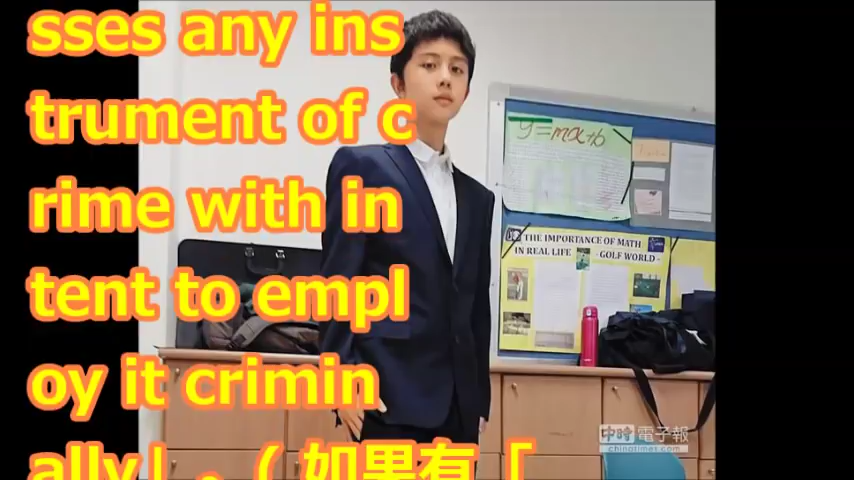 sses any ins
trument of c
rime with in
tent to empl
oy it crimin
ally」。（如果有「
y=mx+b
THE IMPORTANCE OF MATH
IN REAL LIFE - GOLF WORLD -
中時電子報
chinatimes.com